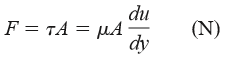 F = τA = μA du/dy (N)